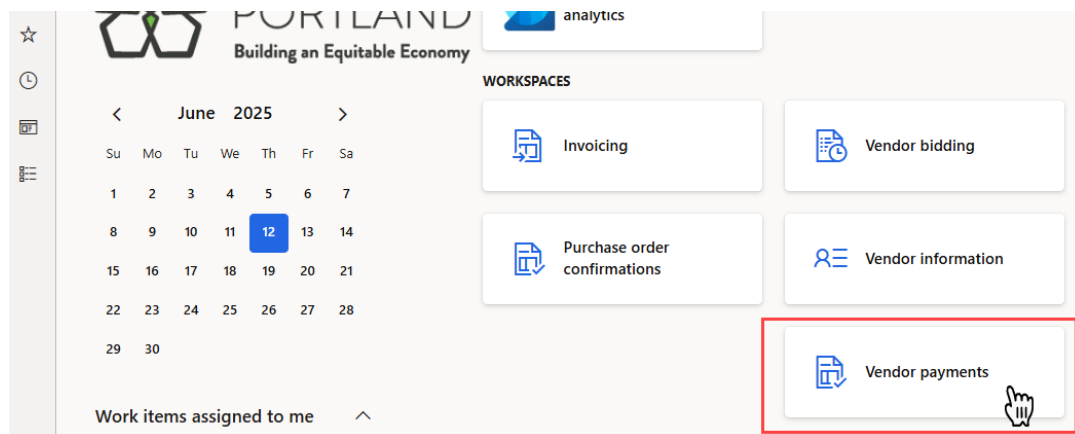 PORTLAND
Building an Equitable Economy
analytics
WORKSPACES
June 2025
Su Mo Tu We Th Fr Sa
1 2 3 4 5 6 7
8 9 10 11 12 13 14
15 16 17 18 19 20 21
22 23 24 25 26 27 28
29 30
Work items assigned to me
Invoicing
Vendor bidding
Purchase order
confirmations
Vendor information
Vendor payments